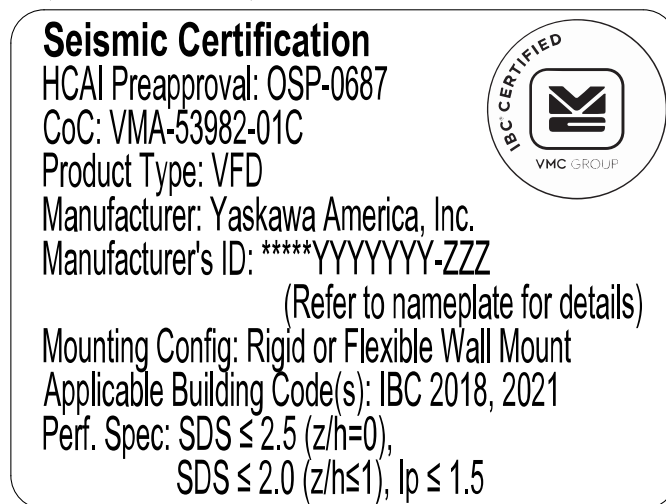 Seismic Certification
HCAI Preapproval: OSP-0687
CoC: VMA-53982-01C
Product Type: VFD
Manufacturer: Yaskawa America, Inc.
Manufacturer's ID: *****YYYYYYY-ZZZ
(Refer to nameplate for details)
Mounting Config: Rigid or Flexible Wall Mount
Applicable Building Code(s): IBC 2018, 2021
Perf. Spec: SDS ≤ 2.5 (z/h=0),
SDS ≤ 2.0 (z/h≤1), Ip ≤ 1.5
IBC® CERTIFIED
VMC GROUP